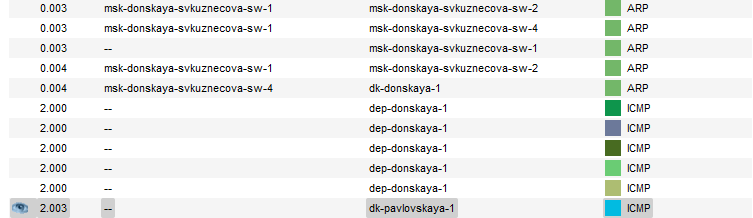 0.003 msk-donskaya-svkuznecova-sw-1 msk-donskaya-svkuznecova-sw-2 ARP
0.003 msk-donskaya-svkuznecova-sw-1 msk-donskaya-svkuznecova-sw-4 ARP
0.003 -- msk-donskaya-svkuznecova-sw-1 ARP
0.004 msk-donskaya-svkuznecova-sw-1 msk-donskaya-svkuznecova-sw-2 ARP
0.004 msk-donskaya-svkuznecova-sw-4 dk-donskaya-1 ARP
2.000 -- dep-donskaya-1 ICMP
2.000 -- dep-donskaya-1 ICMP
2.000 -- dep-donskaya-1 ICMP
2.000 -- dep-donskaya-1 ICMP
2.000 -- dep-donskaya-1 ICMP
2.003 -- dk-pavlovskaya-1 ICMP